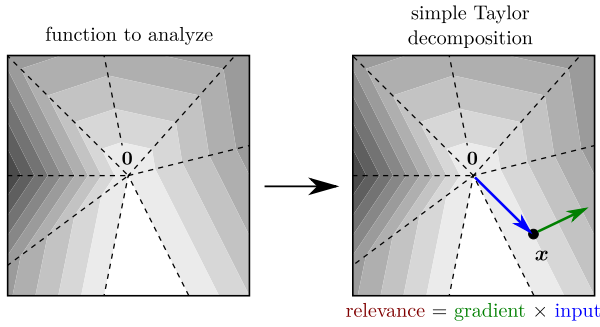 function to analyze
simple Taylor
decomposition
0
0
x
relevance = gradient × input